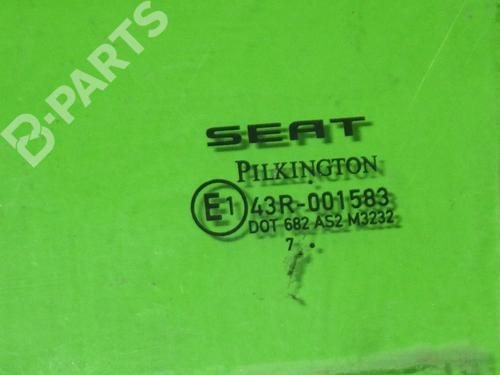 B-PARTS
SEAT
PILKINGTON
E1 43R-001583
DOT 682 AS2 M3232
7 .